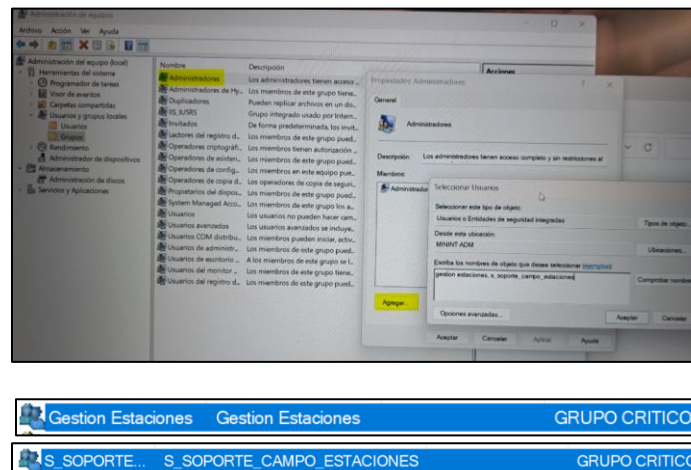 Administración de equipos
Archivo Acción Ver Ayuda
Administración del equipo (local)
Herramientas del sistema
Programador de tareas
Visor de eventos
Carpetas compartidas
Usuarios y grupos locales
Usuarios
Grupos
Rendimiento
Administrador de dispositivos
Almacenamiento
Administración de discos
Servicios y Aplicaciones
Nombre Descripción
Administradores Los administradores tienen acceso ...
Administradores de Hy... Los miembros de este grupo tiene...
Duplicadores Pueden replicar archivos en un do...
IIS_IUSRS Grupo integrado usado por Intern...
Invitados De forma predeterminada, los invit...
Lectores del registro d... Los miembros de este grupo pued...
Operadores criptográfi... Los miembros tienen autorización ...
Operadores de asisten... Los miembros de este grupo pued...
Operadores de config... Los miembros en este equipo pue...
Operadores de copia d... Los operadores de copia de seguri...
Propietarios del dispos... Los miembros de este grupo pued...
System Managed Acco... Los miembros de este grupo los a...
Usuarios Los usuarios no pueden hacer cam...
Usuarios avanzados Los usuarios avanzados se incluye...
Usuarios COM distribu... Los miembros pueden iniciar, activ...
Usuarios de administr... Los miembros de este grupo pued...
Usuarios de escritorio ... A los miembros de este grupo se l...
Usuarios del monitor ... Los miembros de este grupo tiene...
Usuarios del registro d... Los miembros de este grupo pued...
Acciones
Propiedades: Administradores
General
Administradores
Descripción: Los administradores tienen acceso completo y sin restricciones al
Miembros:
Administrador
Agregar...
Aceptar Cancelar Aplicar Ayuda
Seleccionar Usuarios
Seleccionar este tipo de objeto:
Usuarios o Entidades de seguridad integradas
Tipos de objeto...
Desde esta ubicación:
MININT-ADM
Ubicaciones...
Escriba los nombres de objeto que desea seleccionar (ejemplos):
gestion estaciones, s_soporte_campo_estaciones
Comprobar nombre
Opciones avanzadas...
Aceptar Cancelar
Gestion Estaciones Gestion Estaciones GRUPO CRITICO
S_SOPORTE... S_SOPORTE_CAMPO_ESTACIONES GRUPO CRITICO